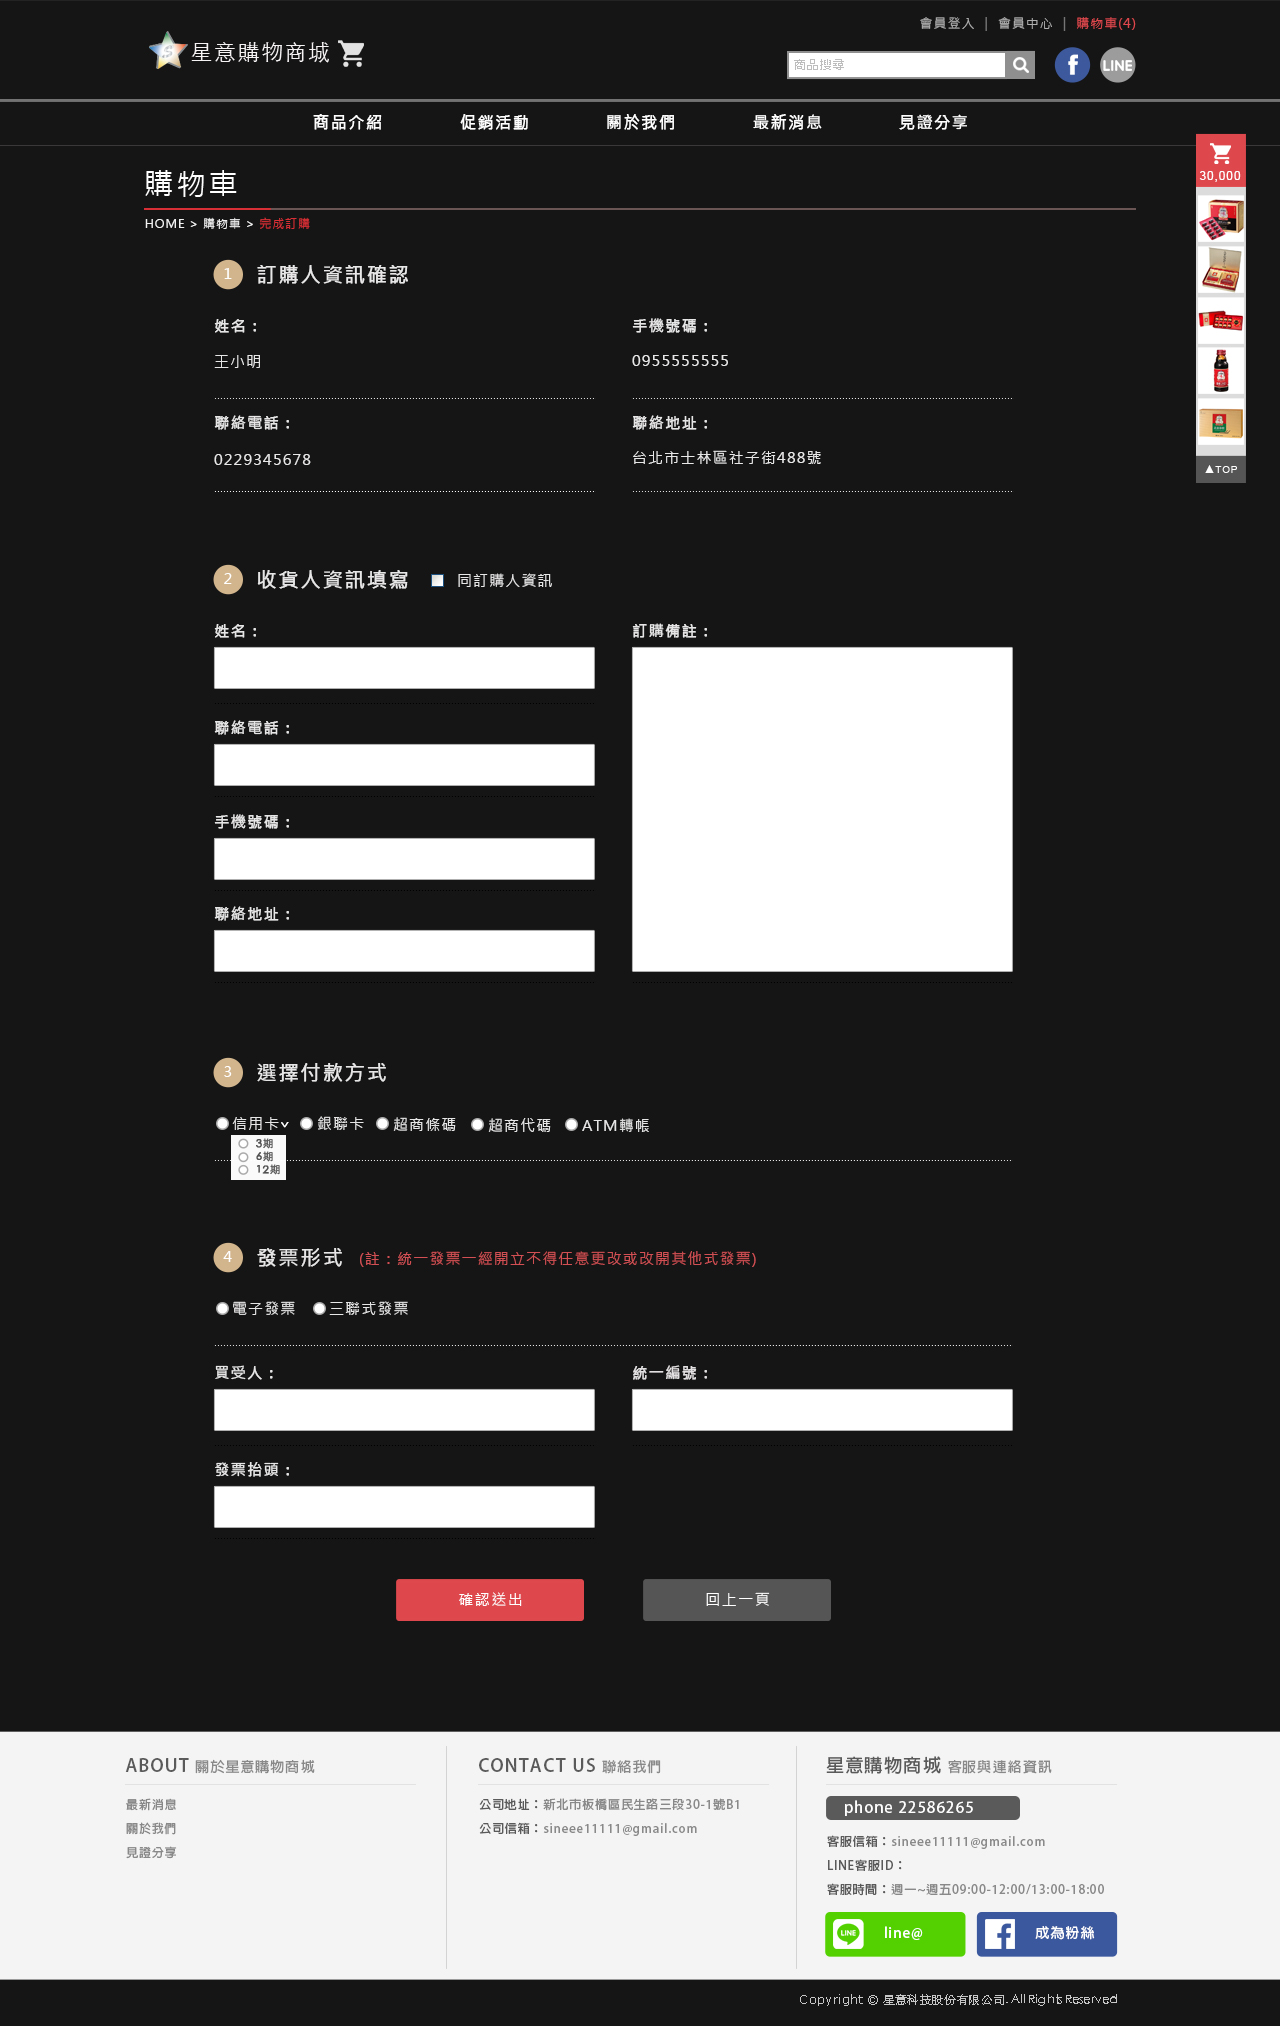 會員登入 | 會員中心 | 購物車(4)
星意購物商城
商品搜尋
LINE
商品介紹 促銷活動 關於我們 最新消息 見證分享
30,000
購物車
HOME > 購物車 > 完成訂購
1 訂購人資訊確認
姓名： 手機號碼：
王小明 0955555555
聯絡電話： 聯絡地址：
0229345678 台北市士林區社子街488號
▲TOP
2 收貨人資訊填寫 同訂購人資訊
姓名： 訂購備註：
聯絡電話：
手機號碼：
聯絡地址：
3 選擇付款方式
信用卡 銀聯卡 超商條碼 超商代碼 ATM轉帳
3期
6期
12期
4 發票形式 (註：統一發票一經開立不得任意更改或改開其他式發票)
電子發票 三聯式發票
買受人： 統一編號：
發票抬頭：
確認送出 回上一頁
ABOUT 關於星意購物商城
最新消息
關於我們
見證分享
CONTACT US 聯絡我們
公司地址：新北市板橋區民生路三段30-1號B1
公司信箱：sineee11111@gmail.com
星意購物商城 客服與連絡資訊
phone 22586265
客服信箱：sineee11111@gmail.com
LINE客服ID：
客服時間：週一~週五09:00-12:00/13:00-18:00
LINE line@ 成為粉絲
Copyright © 星意科技股份有限公司. All Rights Reserved